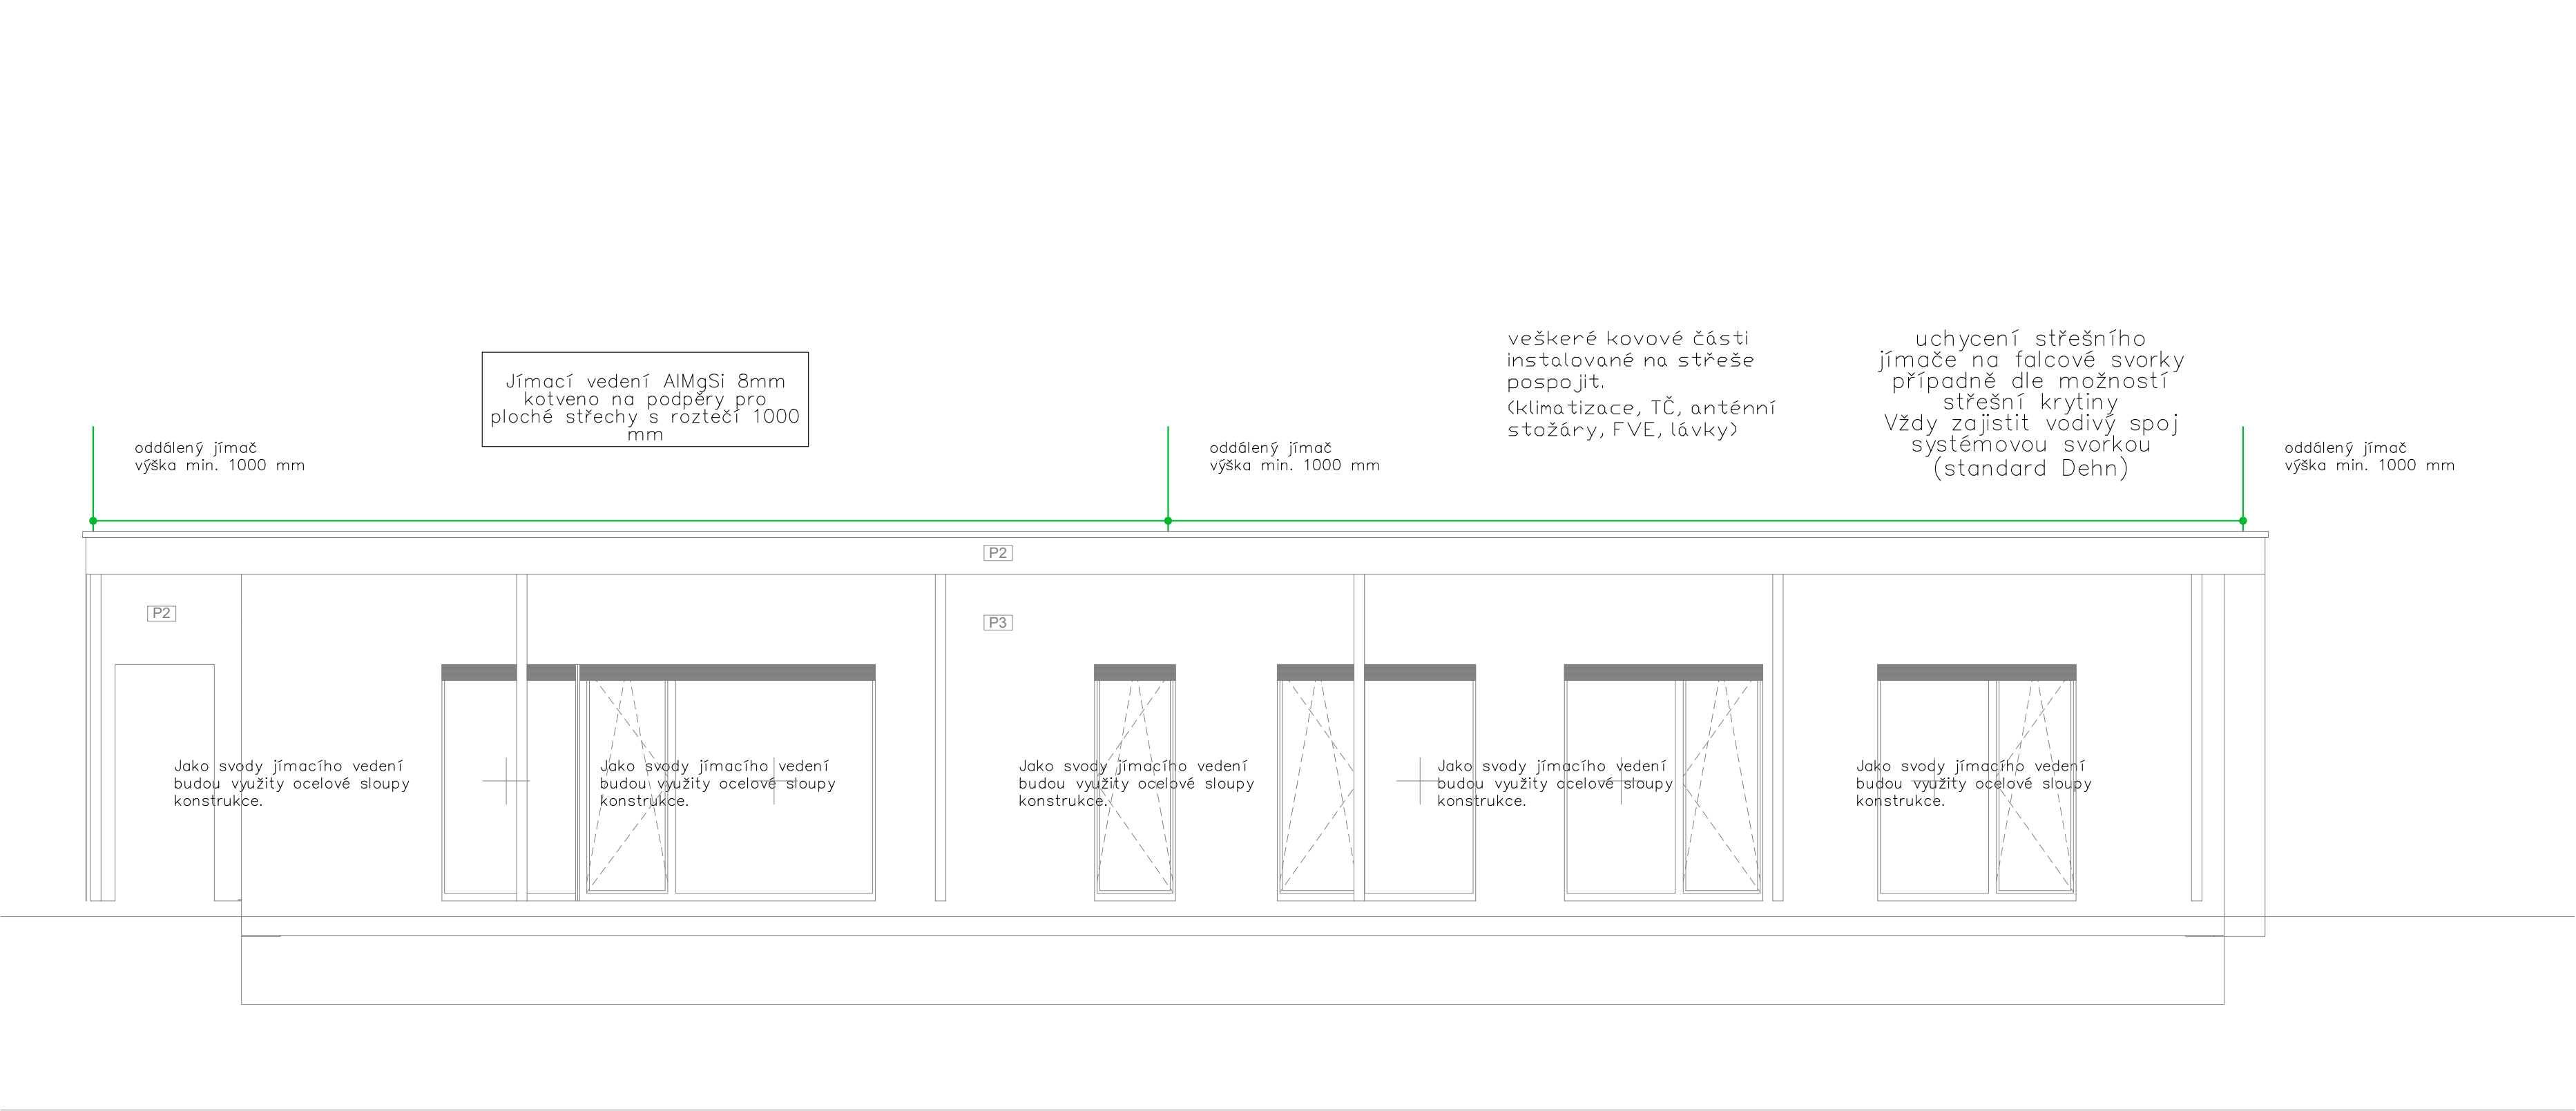 veškeré kovové části
instalované na střeše
pospojit.
(klimatizace, TČ, anténní
stožáry, FVE, lávky)
uchycení střešního
jímače na falcové svorky
případně dle možností
střešní krytiny
Vždy zajistit vodivý spoj
systémovou svorkou
(standard Dehn)
Jímací vedení AlMgSi 8mm
kotveno na podpěry pro
ploché střechy s roztečí 1000
mm
oddálený jímač
výška min. 1000 mm
oddálený jímač
výška min. 1000 mm
oddálený jímač
výška min. 1000 mm
P2
P2
P3
Jako svody jímacího vedení
budou využity ocelové sloupy
konstrukce.
Jako svody jímacího vedení
budou využity ocelové sloupy
konstrukce.
Jako svody jímacího vedení
budou využity ocelové sloupy
konstrukce.
Jako svody jímacího vedení
budou využity ocelové sloupy
konstrukce.
Jako svody jímacího vedení
budou využity ocelové sloupy
konstrukce.